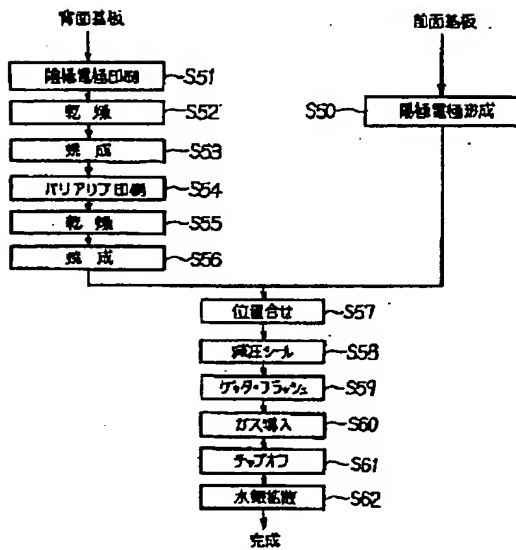 背面基板
前面基板
陰極電極印刷 S51
乾燥 S52
焼成 S53
バリアリブ印刷 S54
乾燥 S55
焼成 S56
S50 陽極電極形成
位置合せ S57
減圧シール S58
ゲッタ・フラッシュ S59
ガス導入 S60
チップオフ S61
水銀拡散 S62
完成